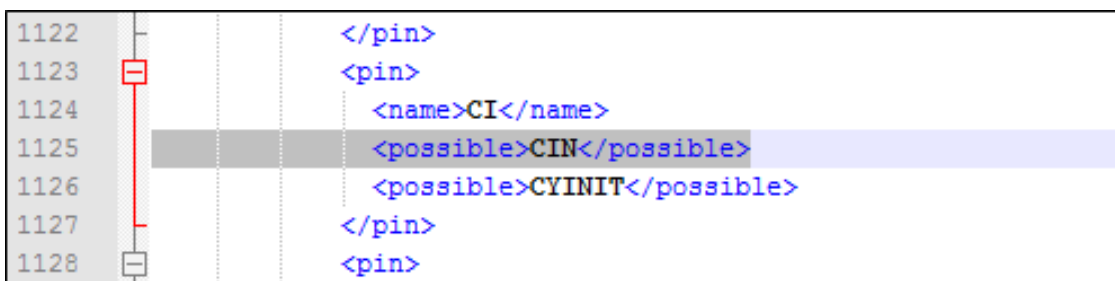 1122 </pin>
1123 <pin>
1124 <name>CI</name>
1125 <possible>CIN</possible>
1126 <possible>CYINIT</possible>
1127 </pin>
1128 <pin>